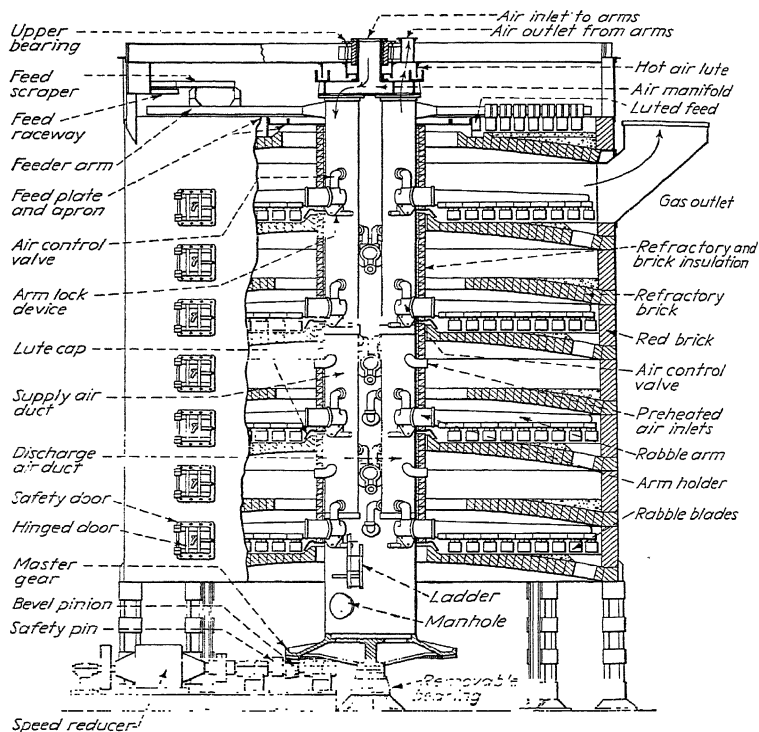 Air inlet to arms
Air outlet from arms
Upper
bearing
Hot air lute
Feed
scraper
Air manifold
Luted feed
Feed
raceway
Feeder arm
Feed plate
and apron
Gas outlet
Air control
valve
Refractory and
brick insulation
Arm lock
device
Refractory
brick
Red brick
Lute cap
Air control
valve
Supply air
duct
Preheated
air inlets
Discharge
air duct
Rabble arm
Arm holder
Safety door
Hinged door
Rabble blades
Master
gear
Ladder
Bevel pinion
Manhole
Safety pin
Removable
bearing
Speed reducer